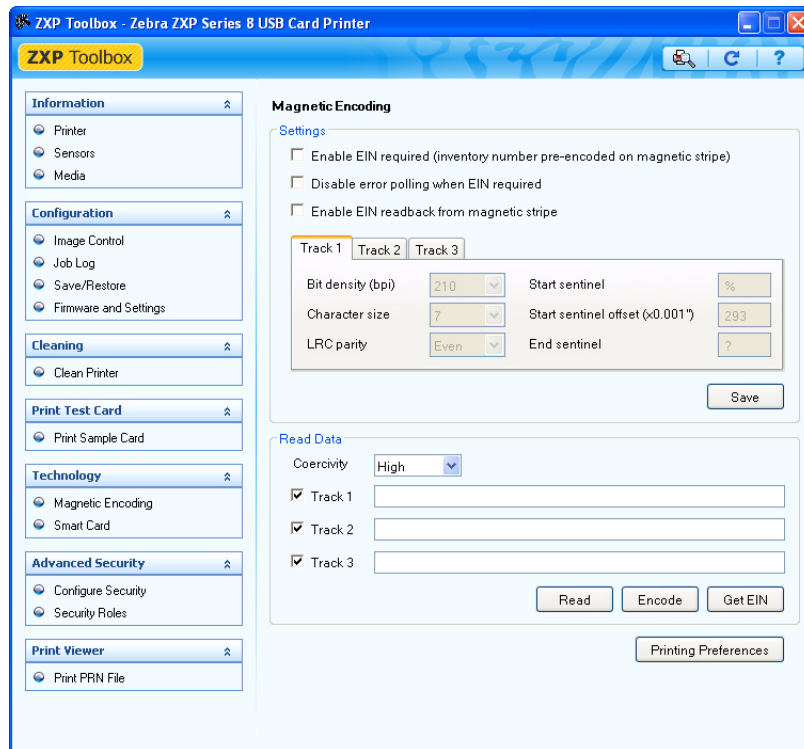 ZXP Toolbox - Zebra ZXP Series 8 USB Card Printer
ZXP Toolbox
?
Information
Printer
Sensors
Media
Configuration
Image Control
Job Log
Save/Restore
Firmware and Settings
Cleaning
Clean Printer
Print Test Card
Print Sample Card
Technology
Magnetic Encoding
Smart Card
Advanced Security
Configure Security
Security Roles
Print Viewer
Print PRN File
Magnetic Encoding
Settings
Enable EIN required (inventory number pre-encoded on magnetic stripe)
Disable error polling when EIN required
Enable EIN readback from magnetic stripe
Track 1 Track 2 Track 3
Bit density (bpi) 210 Start sentinel %
Character size 7 Start sentinel offset (x0.001") 293
LRC parity Even End sentinel ?
Save
Read Data
Coercivity High
Track 1
Track 2
Track 3
Read Encode Get EIN
Printing Preferences